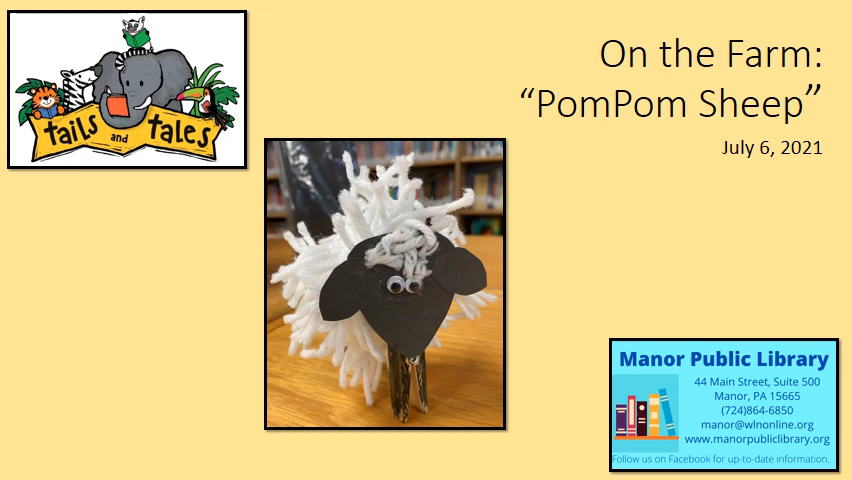 tails and tales
On the Farm:
“PomPom Sheep”
July 6, 2021
Manor Public Library
44 Main Street, Suite 500
Manor, PA 15665
(724)864-6850
manor@wlnonline.org
www.manorpubliclibrary.org
Follow us on Facebook for up-to-date information.